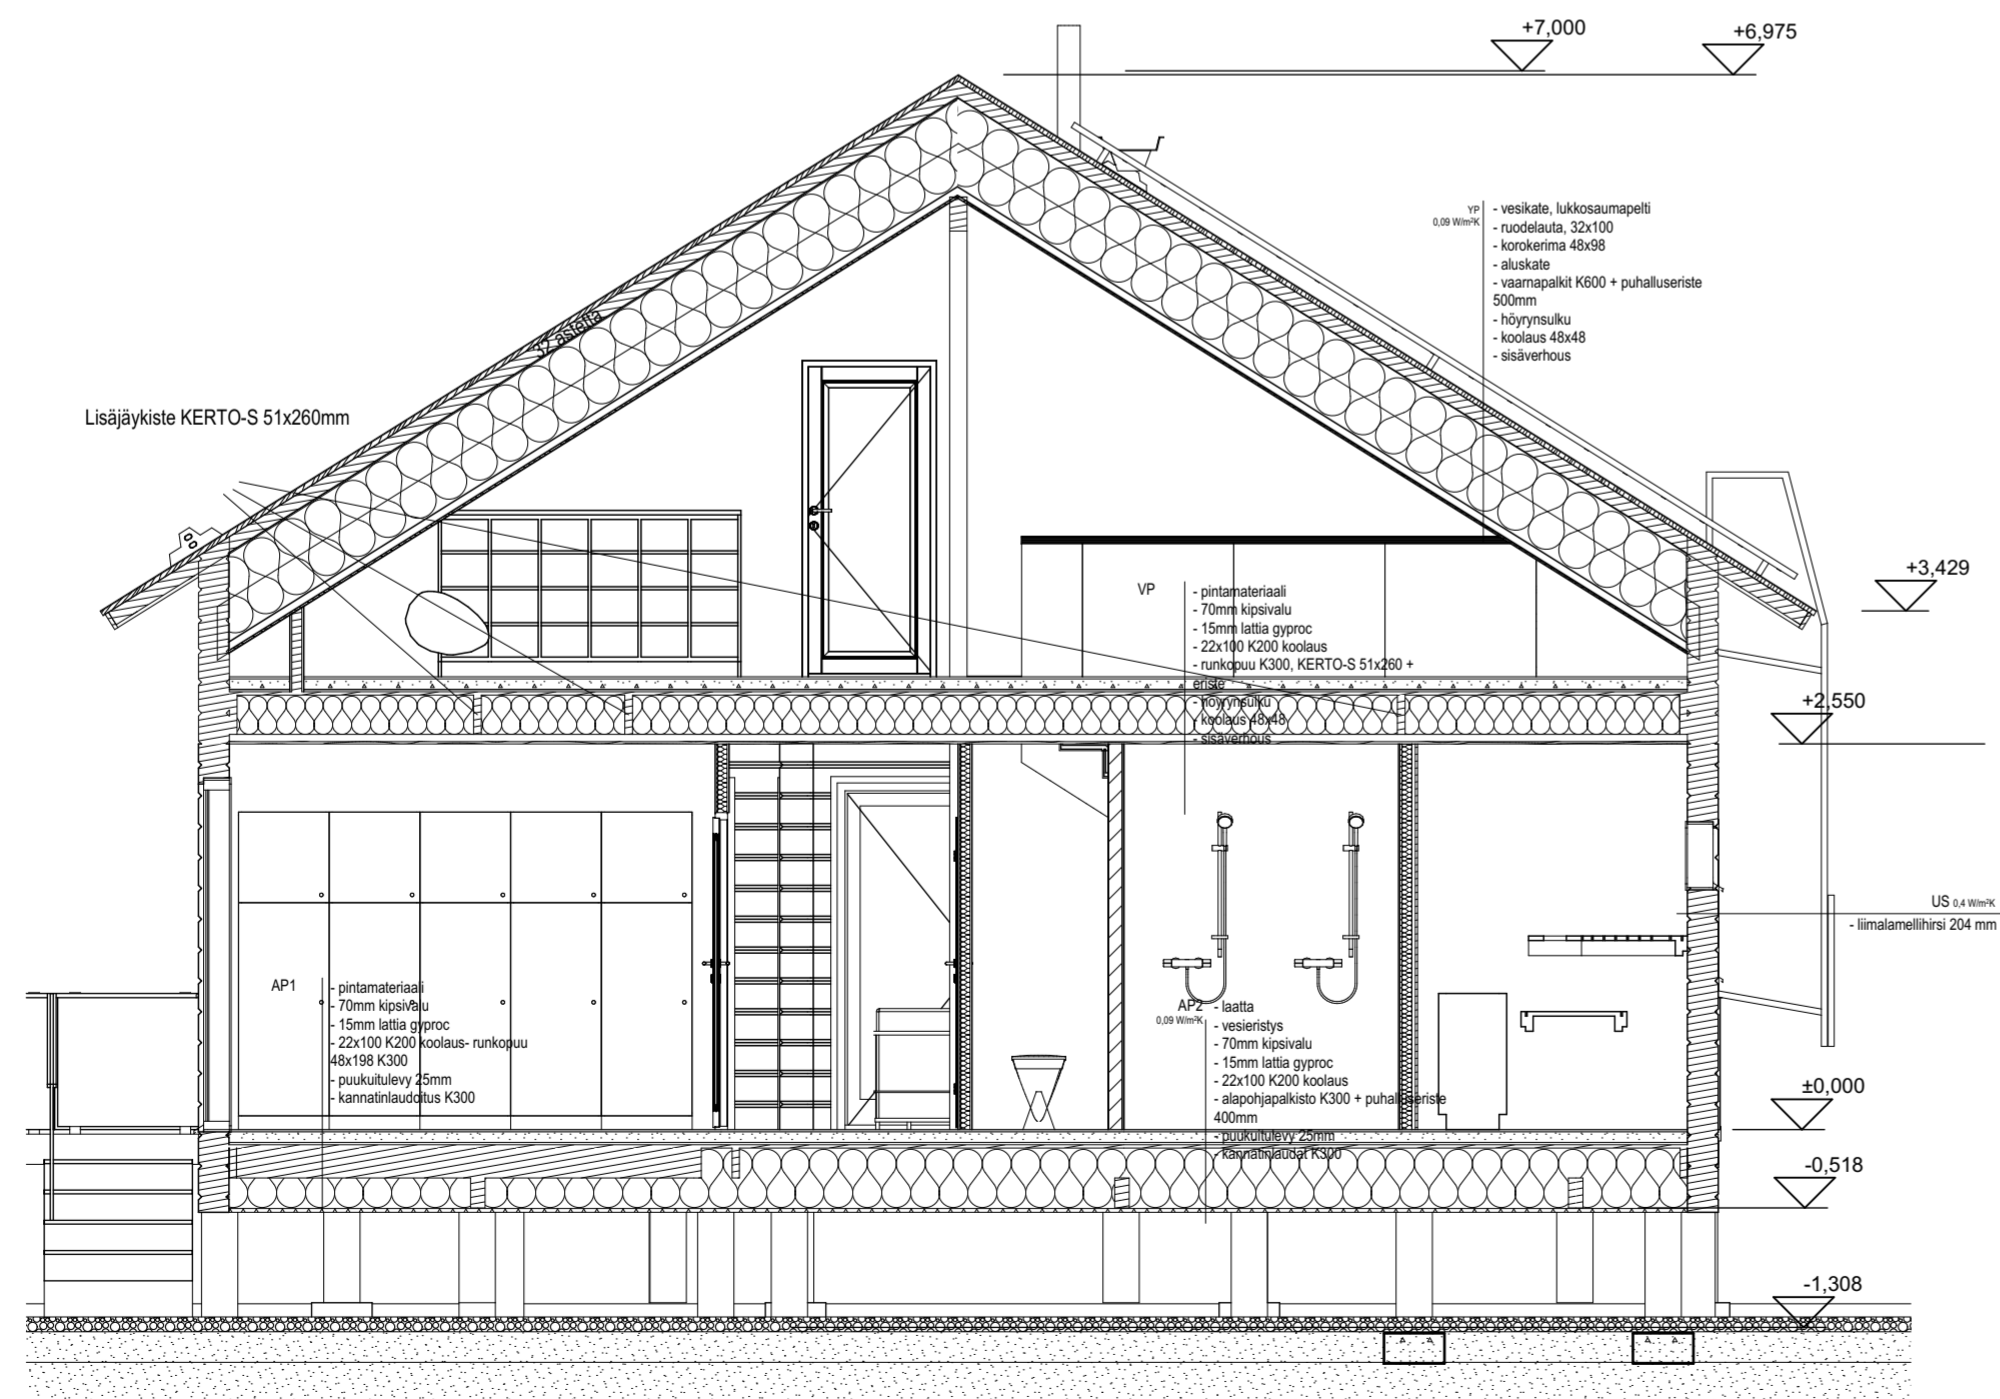 +7,000
+6,975
YP
0,09 W/m²K
- vesikate, lukkosaumapelti
- ruodelauta, 32x100
- korokerima 48x98
- aluskate
- vaarnapalkit K600 + puhalluseriste
500mm
- höyrynsulku
- koolaus 48x48
- sisäverhous
32 astetta
Lisäjäykiste KERTO-S 51x260mm
+3,429
VP
- pintamateriaali
- 70mm kipsivalu
- 15mm lattia gyproc
- 22x100 K200 koolaus
- runkopuu K300, KERTO-S 51x260 +
eriste
- höyrynsulku
- koolaus 48x48
- sisäverhous
+2,550
US 0,4 W/m²K
- liimalamellihirsi 204 mm
AP1
- pintamateriaali
- 70mm kipsivalu
- 15mm lattia gyproc
- 22x100 K200 koolaus- runkopuu
48x198 K300
- puukuitulevy 25mm
- kannatinlaudoitus K300
AP2
0,09 W/m²K
- laatta
- vesieristys
- 70mm kipsivalu
- 15mm lattia gyproc
- 22x100 K200 koolaus
- alapohjapalkisto K300 + puhalluseriste
400mm
- puukuitulevy 25mm
- kannatinlaudat K300
±0,000
-0,518
-1,308